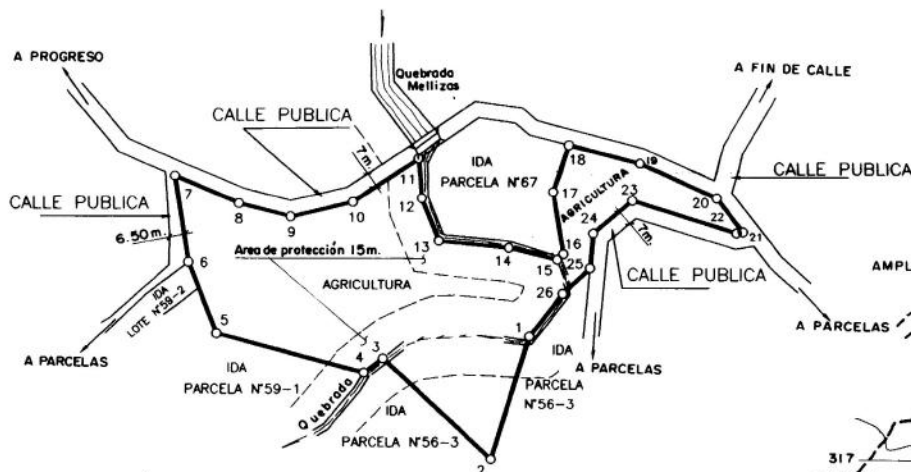 A PROGRESO
Quebrada
Mellizas
A FIN DE CALLE
CALLE PUBLICA
7m.
18
IDA
PARCELA N°67
19
CALLE PUBLICA
11
7
17
AGRICULTURA
CALLE PUBLICA
12
8
9
10
23
20
22
21
24
6.50m.
13
16
7m.
Area de protección 15m.
14
15
25
CALLE PUBLICA
6
AGRICULTURA
26
AMPL
IDA
LOTE N°59-2
5
1
A PARCELAS
A PARCELAS
IDA
PARCELA N°59-1
4
3
IDA
PARCELA
N°56-3
A PARCELAS
Quebrada
IDA
PARCELA N°56-3
2
317